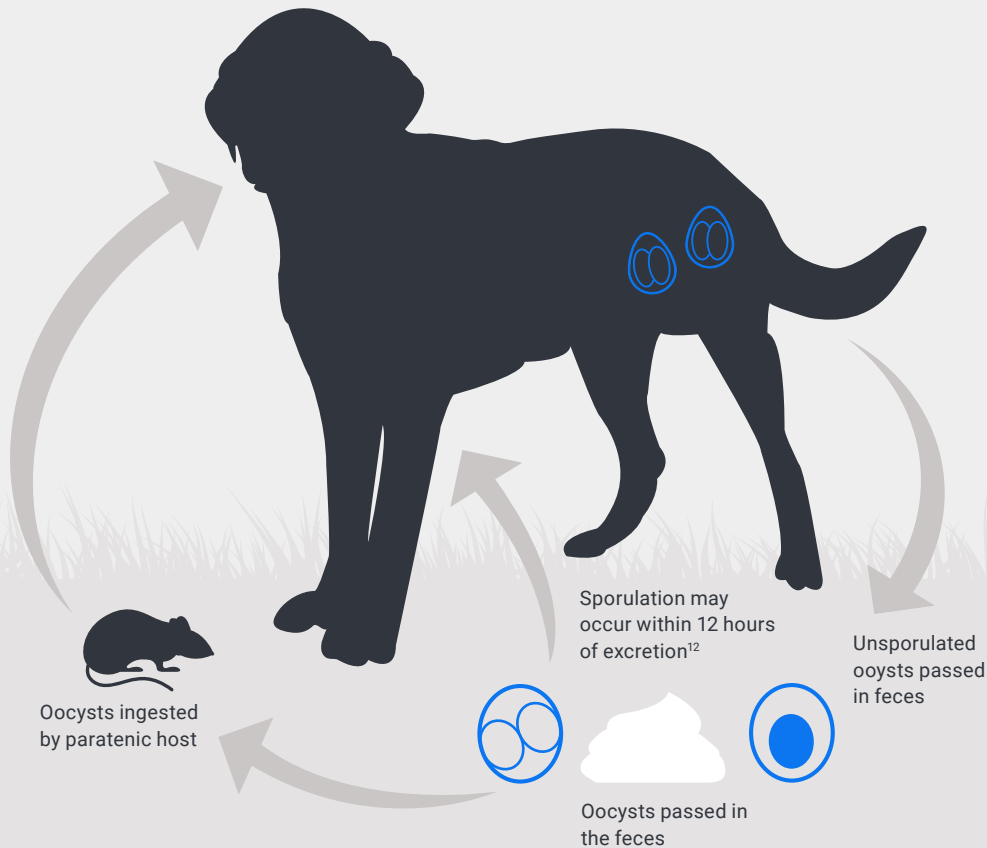 Sporulation may
occur within 12 hours
of excretion12
Unsporulated
ooysts passed
in feces
Oocysts ingested
by paratenic host
Oocysts passed in
the feces